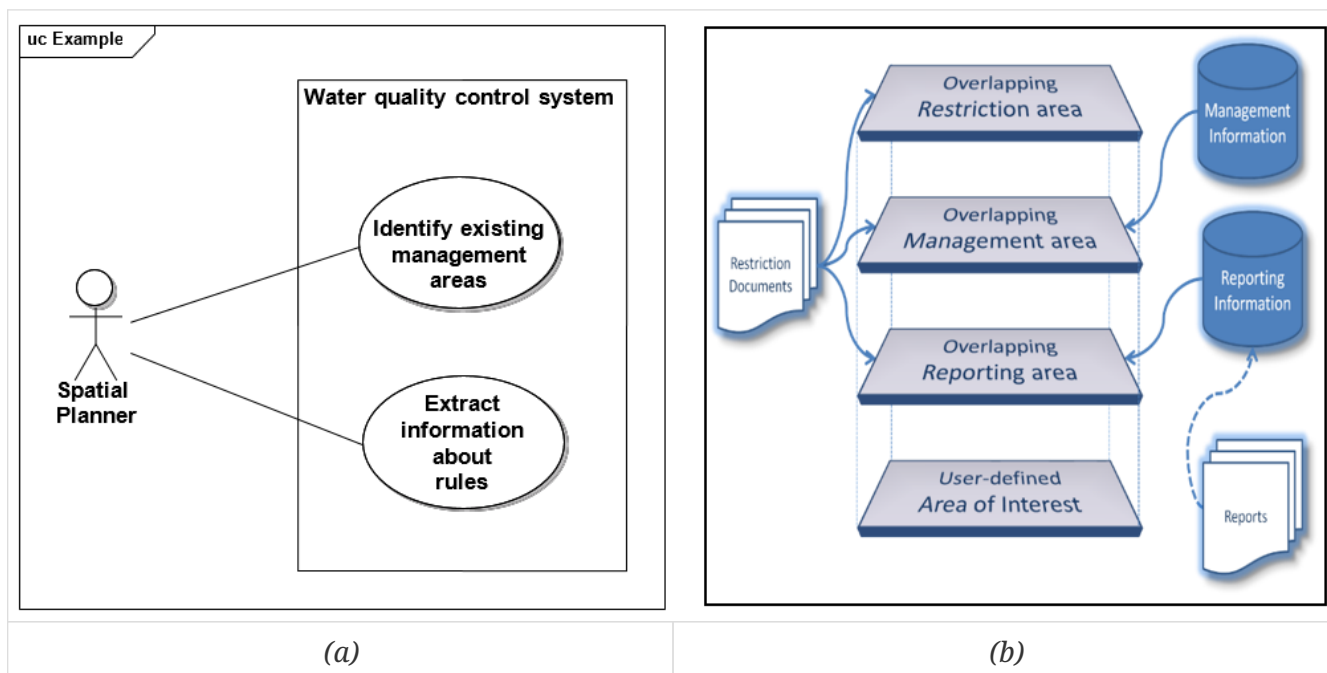 uc Example
Water quality control system
Identify existing
management
areas
Spatial
Planner
Extract
information
about
rules
(a)
Overlapping
Restriction area
Management
Information
Overlapping
Management area
Restriction
Documents
Reporting
Information
Overlapping
Reporting area
User-defined
Area of Interest
Reports
(b)